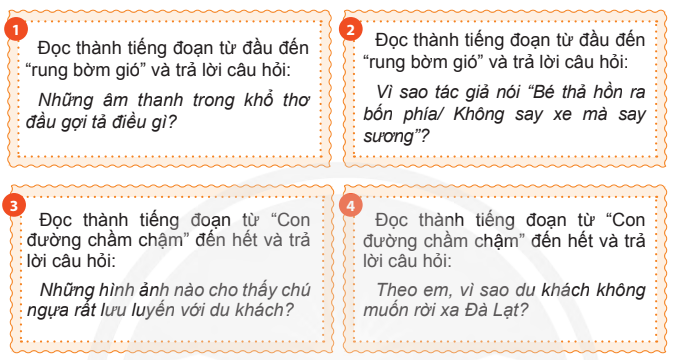 1
Đọc thành tiếng đoạn từ đầu đến
“rung bờm gió” và trả lời câu hỏi:
Những âm thanh trong khổ thơ
đầu gợi tả điều gì?
2
Đọc thành tiếng đoạn từ đầu đến
“rung bờm gió” và trả lời câu hỏi:
Vì sao tác giả nói “Bé thả hồn ra
bốn phía/ Không say xe mà say
sương”?
3
Đọc thành tiếng đoạn từ “Con
đường chầm chậm” đến hết và trả
lời câu hỏi:
Những hình ảnh nào cho thấy chú
ngựa rất lưu luyến với du khách?
4
Đọc thành tiếng đoạn từ “Con
đường chầm chậm” đến hết và trả
lời câu hỏi:
Theo em, vì sao du khách không
muốn rời xa Đà Lạt?